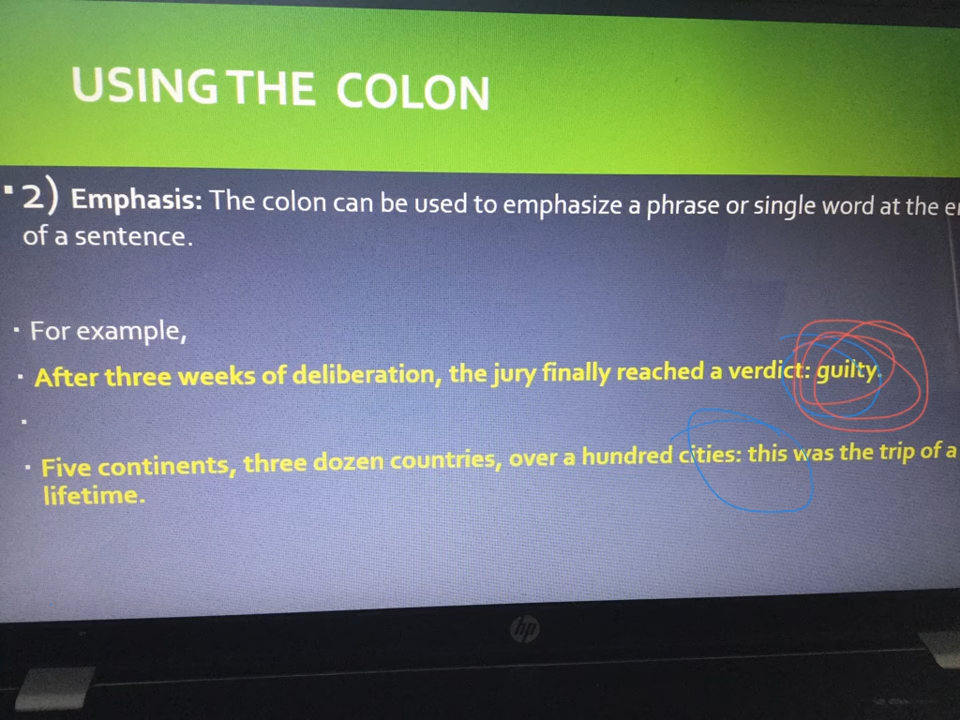 USING THE COLON
2) Emphasis: The colon can be used to emphasize a phrase or single word at the
of a sentence.
For example,
After three weeks of deliberation, the jury finally reached a verdict: guilty.
Five continents, three dozen countries, over a hundred cities: this was the trip of a
lifetime.
hp